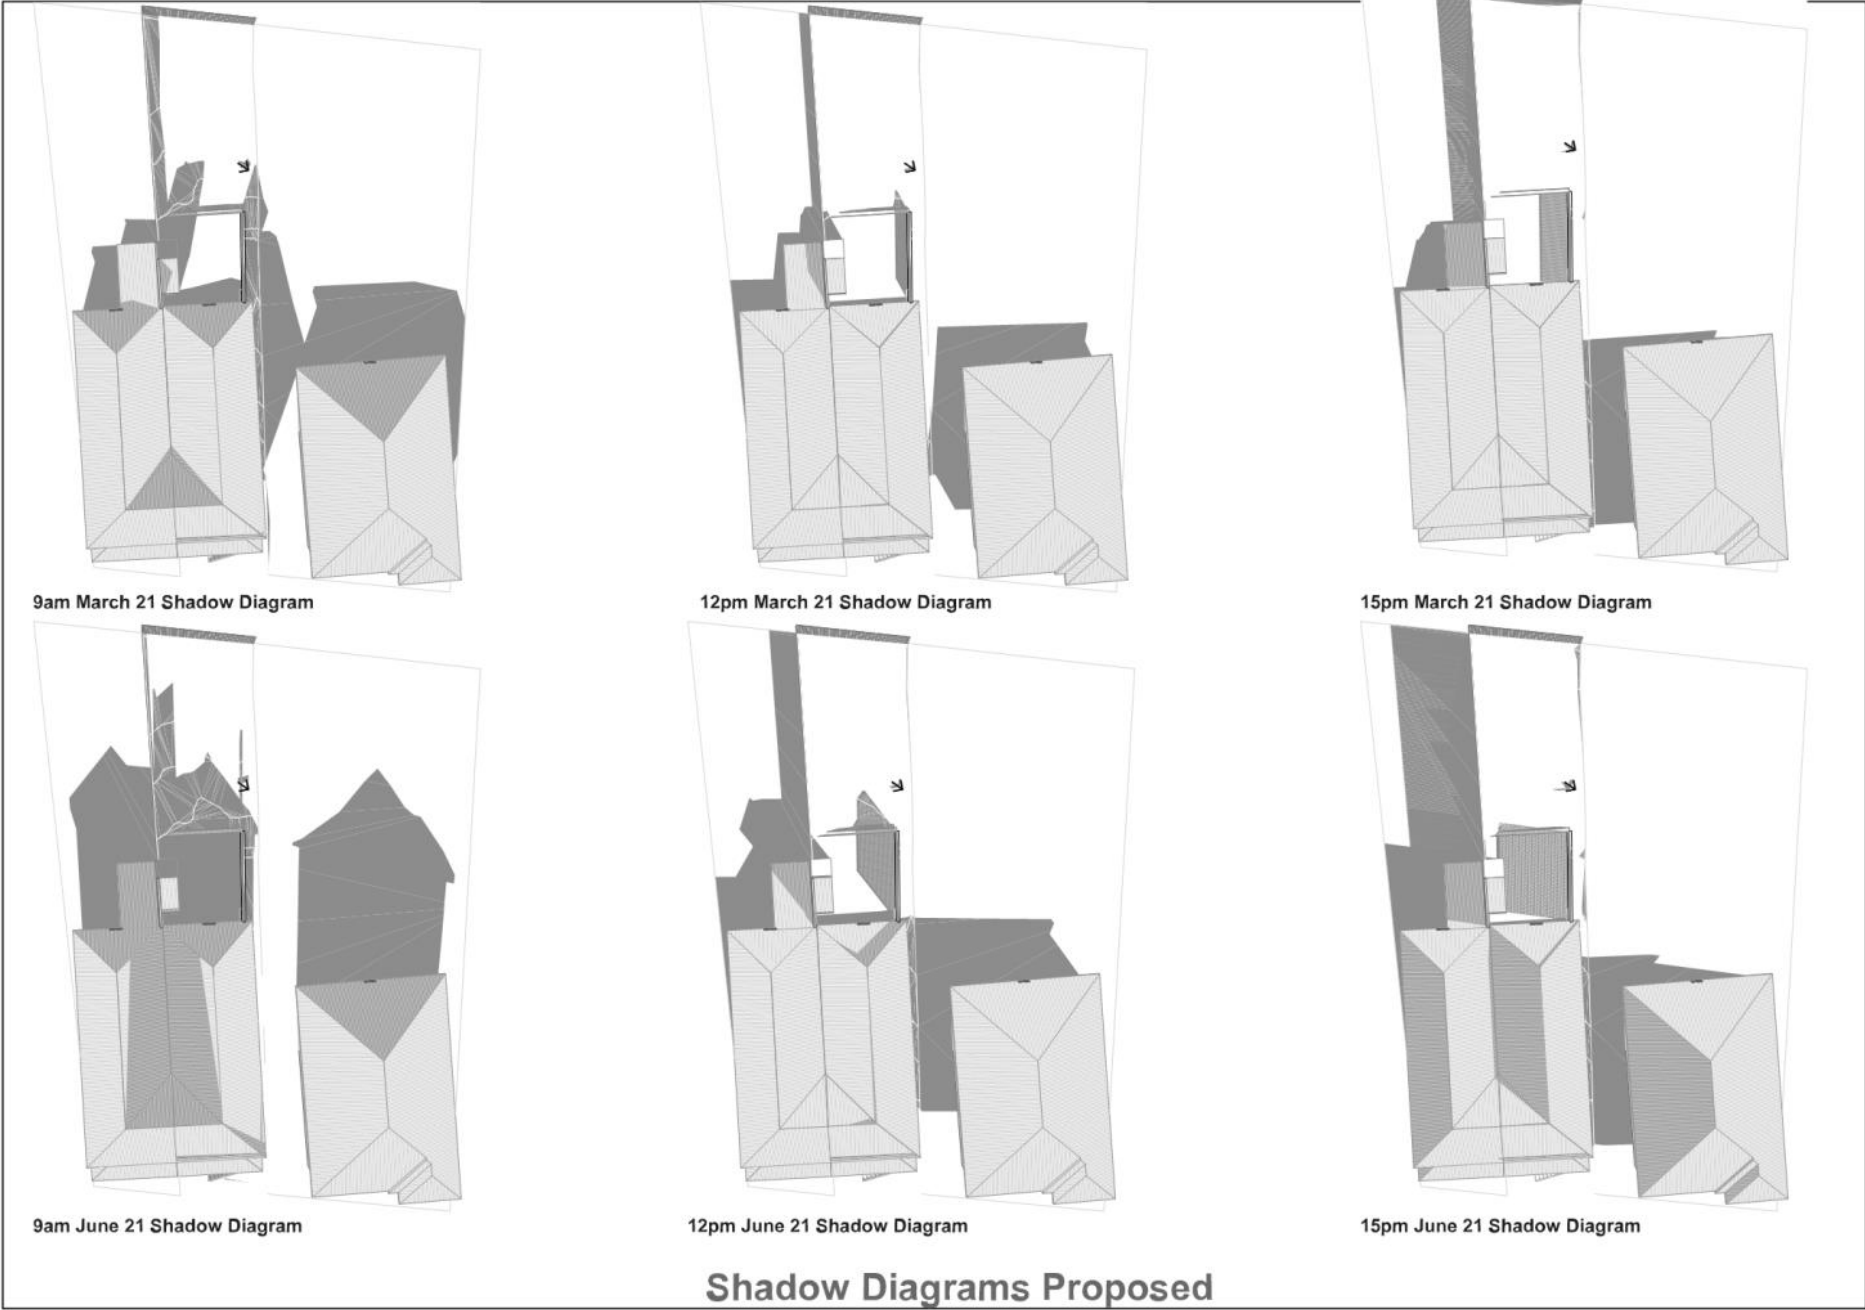 9am March 21 Shadow Diagram
12pm March 21 Shadow Diagram
15pm March 21 Shadow Diagram
9am June 21 Shadow Diagram
12pm June 21 Shadow Diagram
15pm June 21 Shadow Diagram
Shadow Diagrams Proposed